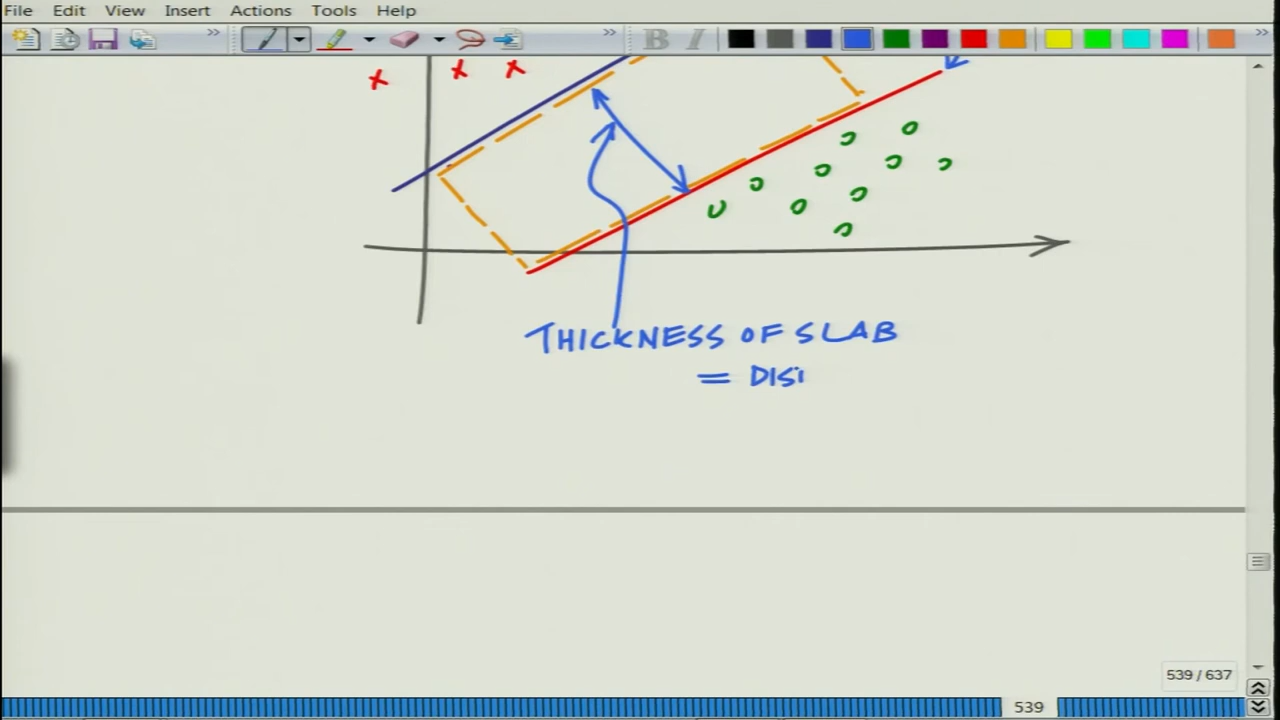 File Edit View Insert Actions Tools Help
B I
THICKNESS OF SLAB
= DIST
539 / 637
539